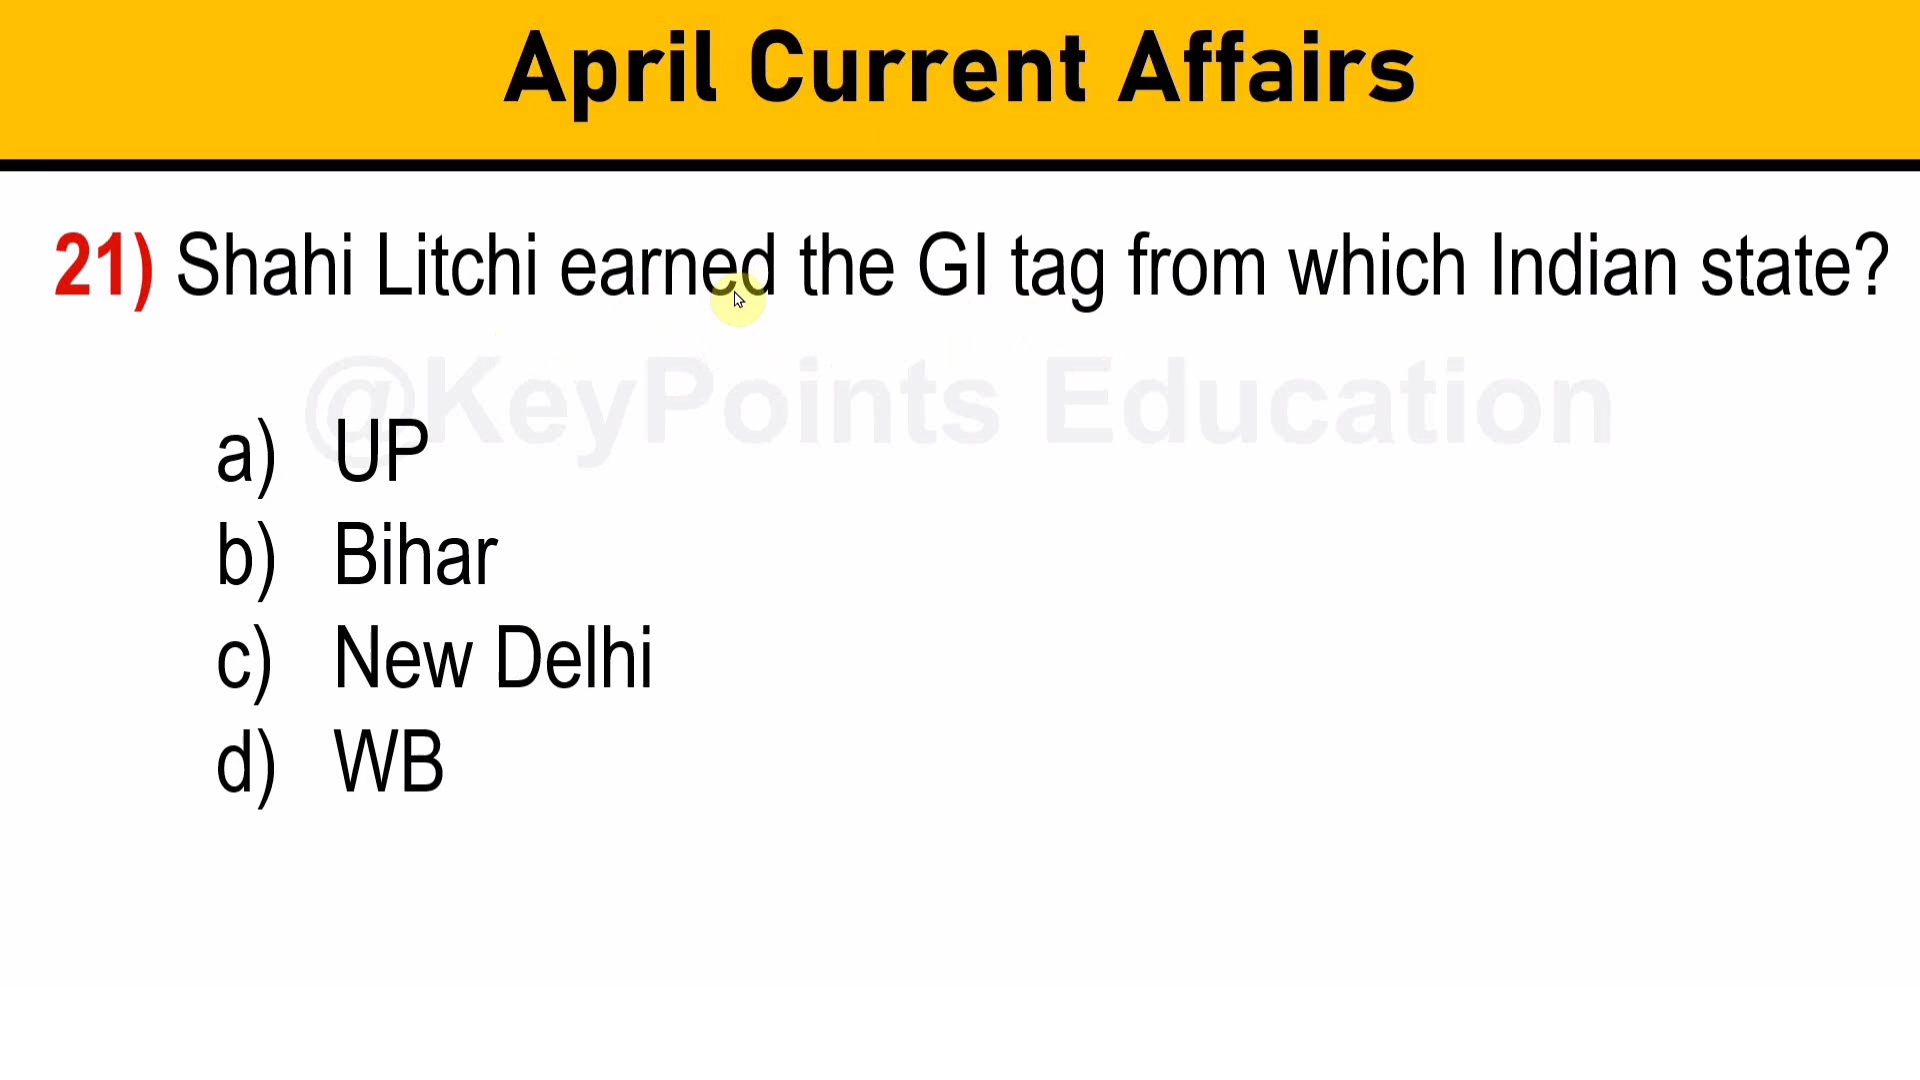 April Current Affairs
21) Shahi Litchi earned the GI tag from which Indian state?
@KeyPoints Education
a) UP
b) Bihar
c) New Delhi
d) WB